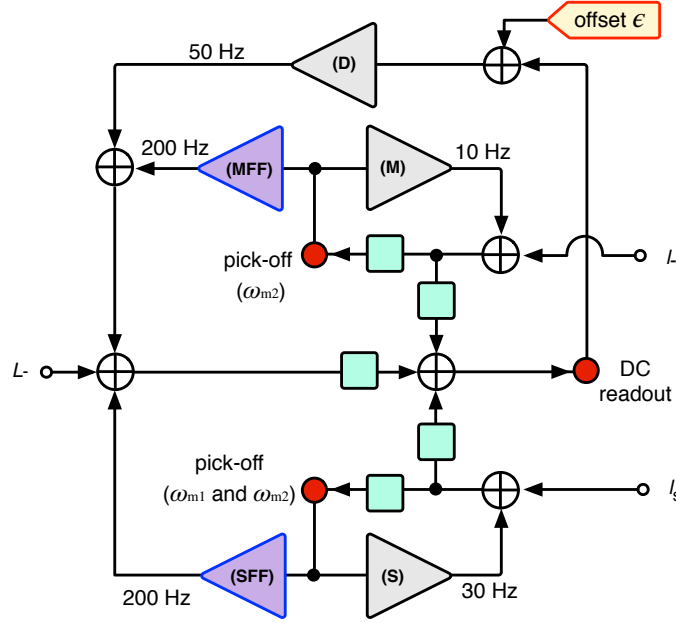 offset ϵ
50 Hz
(D)
200 Hz
(MFF)
(M)
10 Hz
pick-off
(ωm2)
l-
L-
DC
readout
pick-off
(ωm1 and ωm2)
ls
(SFF)
(S)
200 Hz
30 Hz